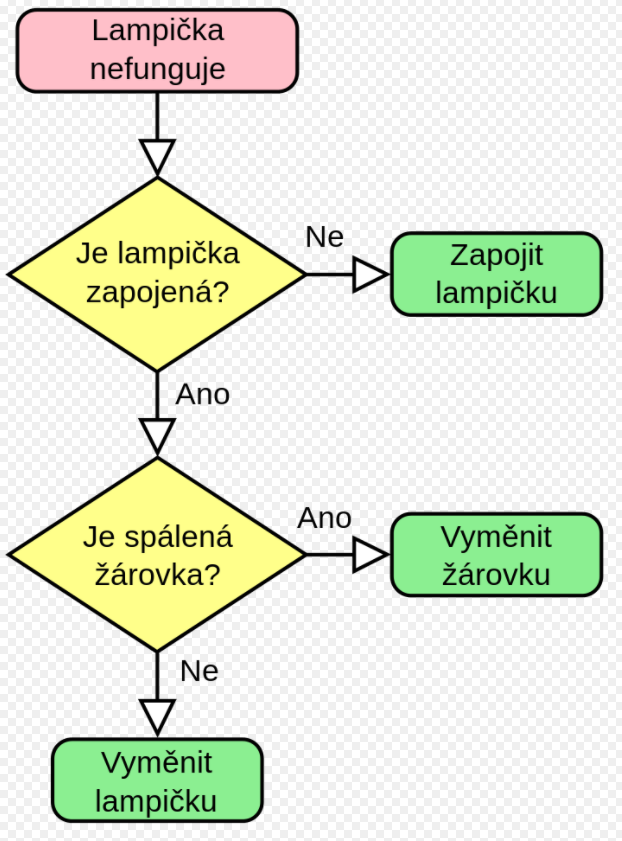 Lampička
nefunguje
Je lampička
zapojená?
Ne
Zapojit
lampičku
Ano
Je spálená
žárovka?
Ano
Vyměnit
žárovku
Ne
Vyměnit
lampičku